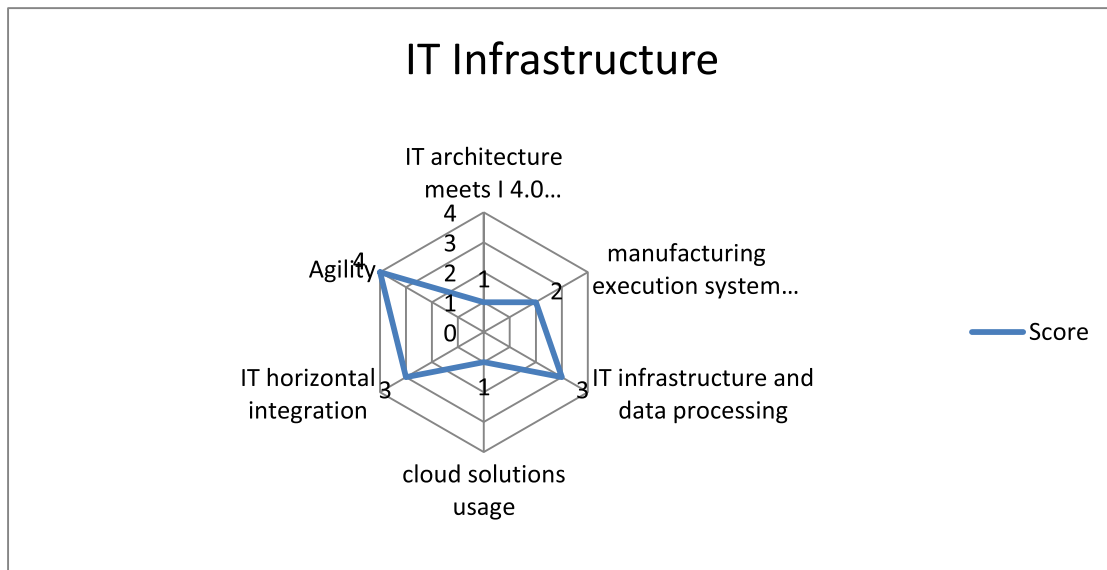 IT Infrastructure
IT architecture
meets I 4.0…
4
3
2
1
0
1
manufacturing
execution system…
2
IT infrastructure and
data processing
3
cloud solutions
usage
1
IT horizontal
integration
3
Agility
4
Score